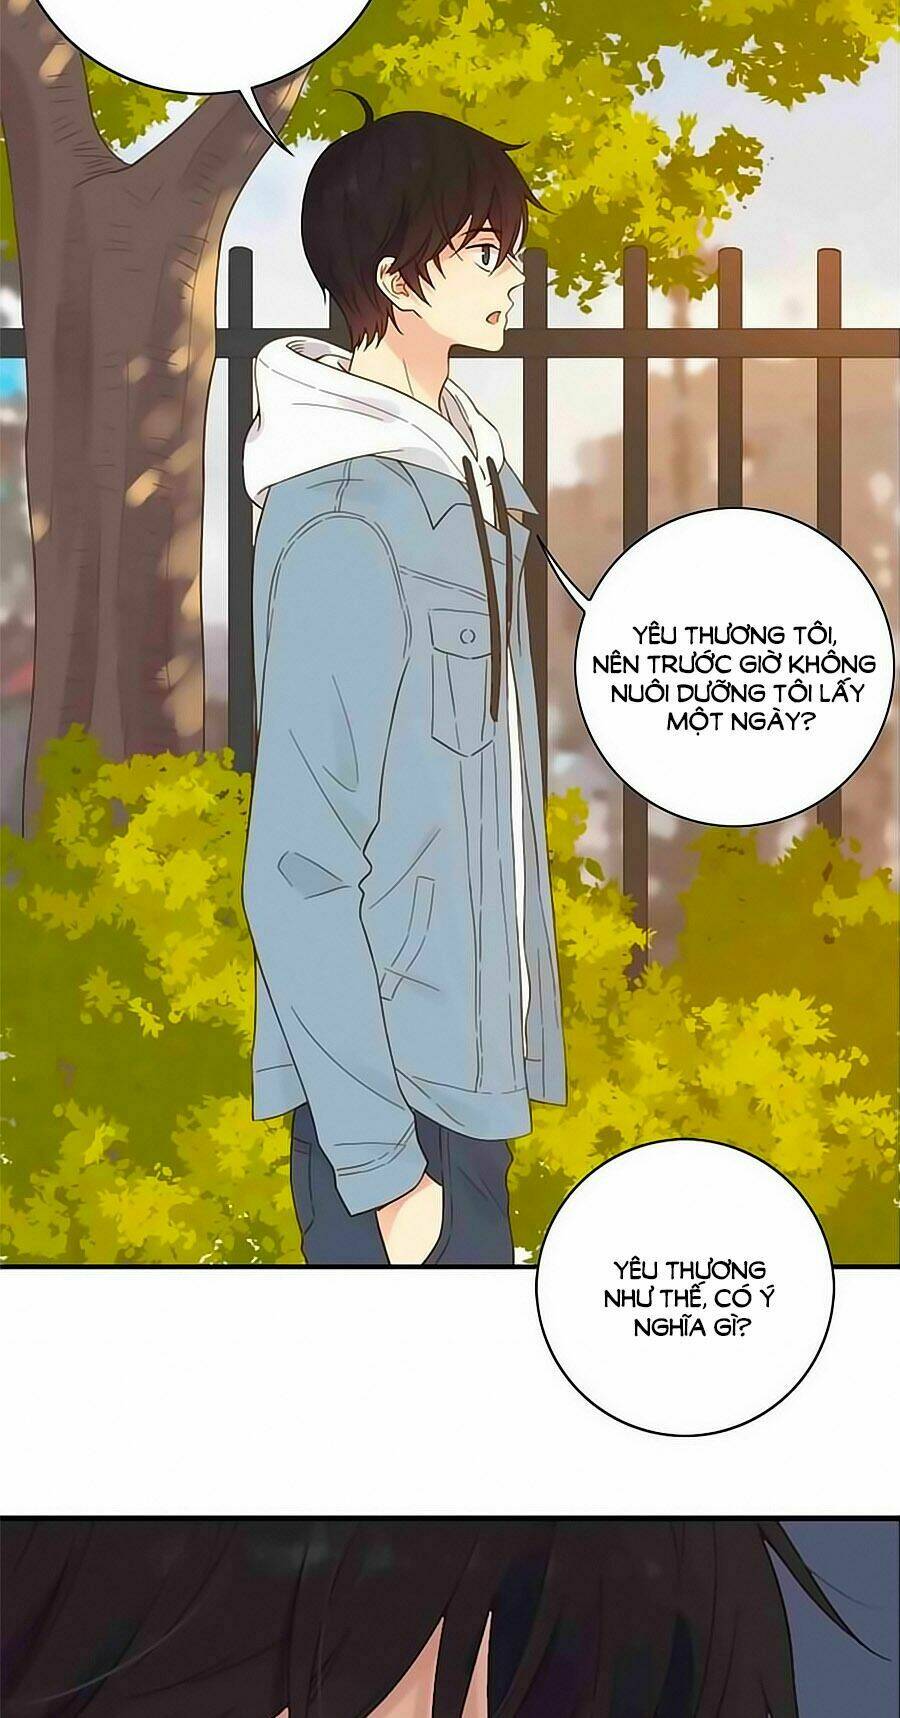 YÊU THƯƠNG TÔI,
NÊN TRƯỚC GIỜ KHÔNG
NUÔI DƯỠNG TÔI LẤY
MỘT NGÀY?
YÊU THƯƠNG
NHƯ THẾ, CÓ Ý
NGHĨA GÌ?